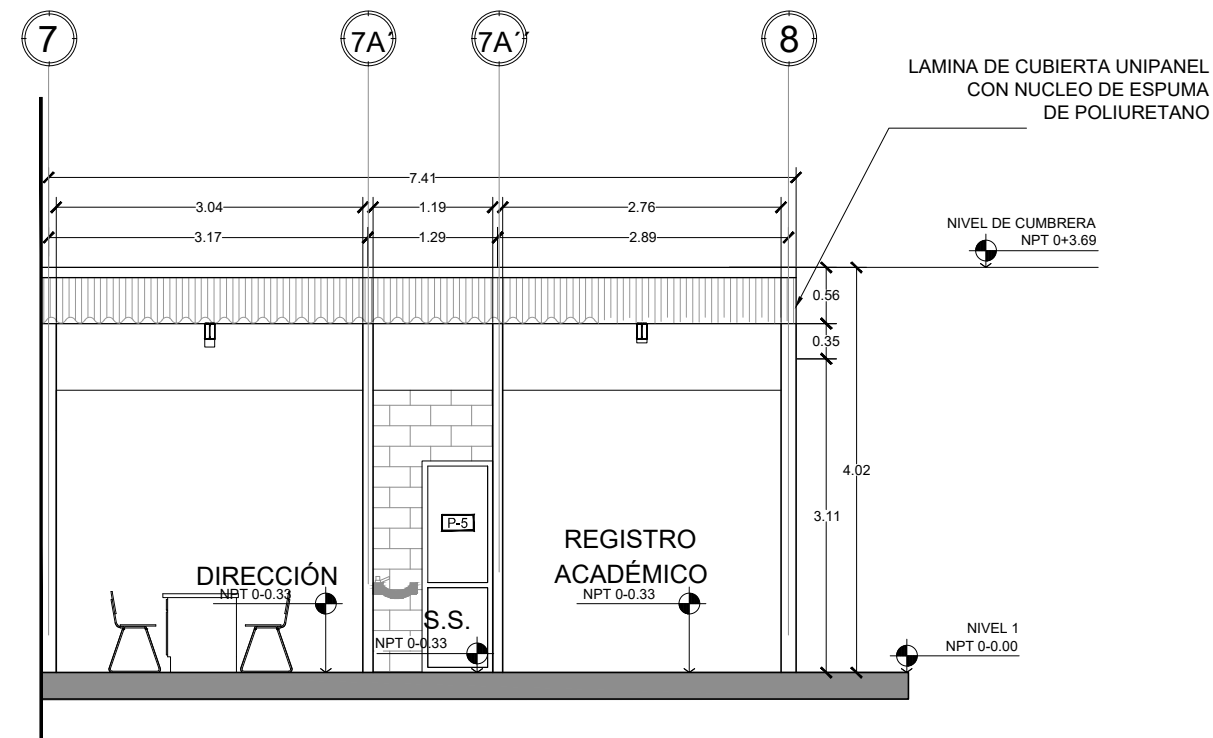 7
7A´
7A´´
8
LAMINA DE CUBIERTA UNIPANEL
CON NUCLEO DE ESPUMA
DE POLIURETANO
7.41
3.04
1.19
2.76
3.17
1.29
2.89
NIVEL DE CUMBRERA
NPT 0+3.69
0.56
0.35
4.02
3.11
P-5
REGISTRO
ACADÉMICO
NPT 0-0.33
DIRECCIÓN
NPT 0-0.33
S.S.
NPT 0-0.33
NIVEL 1
NPT 0-0.00